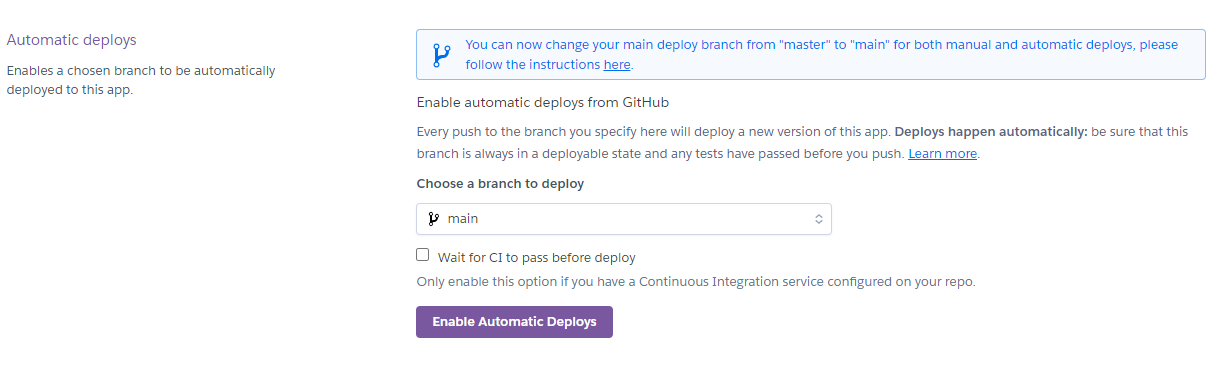 Automatic deploys
Enables a chosen branch to be automatically
deployed to this app.
You can now change your main deploy branch from "master" to "main" for both manual and automatic deploys, please
follow the instructions here.
Enable automatic deploys from GitHub
Every push to the branch you specify here will deploy a new version of this app. Deploys happen automatically: be sure that this
branch is always in a deployable state and any tests have passed before you push. Learn more.
Choose a branch to deploy
main
Wait for CI to pass before deploy
Only enable this option if you have a Continuous Integration service configured on your repo.
Enable Automatic Deploys